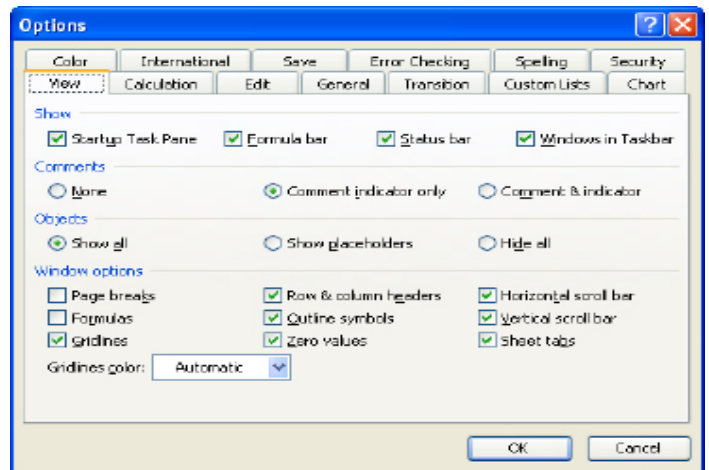 Options
Color International Save Error Checking Spelling Security
View Calculation Edit General Transition Custom Lists Chart
Show
Startup Task Pane Formula bar Status bar Windows in Taskbar
Comments
None Comment indicator only Comment & indicator
Objects
Show all Show placeholders Hide all
Window options
Page breaks Row & column headers Horizontal scroll bar
Formulas Outline symbols Vertical scroll bar
Gridlines Zero values Sheet tabs
Gridlines color: Automatic
OK Cancel